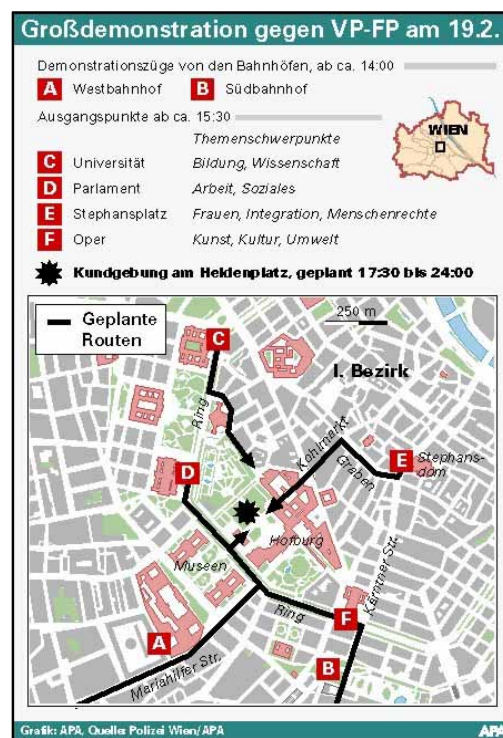 Großdemonstration gegen VP-FP am 19.2.
Demonstrationszüge von den Bahnhöfen, ab ca. 14:00
A Westbahnhof B Südbahnhof
Ausgangspunkte ab ca. 15:30
WIEN
Themenschwerpunkte
C Universität Bildung, Wissenschaft
D Parlament Arbeit, Soziales
E Stephansplatz Frauen, Integration, Menschenrechte
F Oper Kunst, Kultur, Umwelt
Kundgebung am Heldenplatz, geplant 17:30 bis 24:00
Geplante
Routen
250 m
C
I. Bezirk
Ring
Kohlmarkt
Graben
E
Stephans-
dom
D
Hofburg
Museen
Kärntner Str.
Ring
F
A
B
Mariahilfer Str.
Grafik: APA, Quelle: Polizei Wien/APA
APA